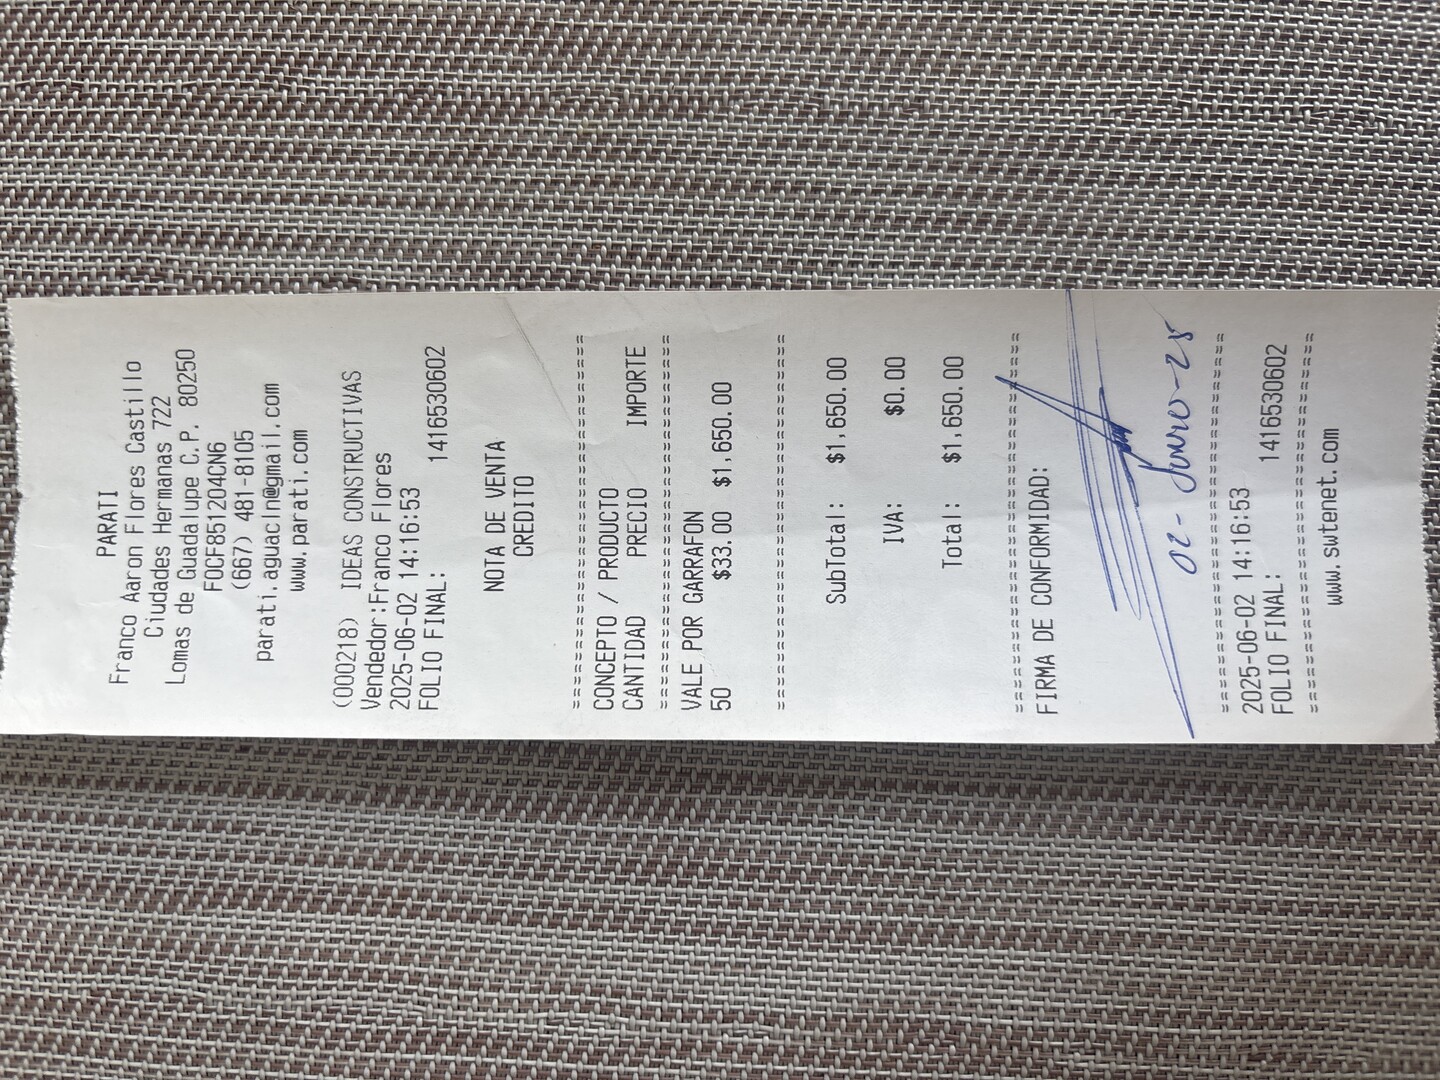 PARATI
Franco Aaron Flores Castillo
Ciudades Hermanas 722
Lomas de Guadalupe C.P. 80250
FOCF851204CN6
(667) 481-8105
parati.aguacln@gmail.com
www.parati.com
(000218) IDEAS CONSTRUCTIVAS
Vendedor:Franco Flores
2025-06-02 14:16:53
FOLIO FINAL: 1416530602
NOTA DE VENTA
CREDITO
==============================
CONCEPTO / PRODUCTO
CANTIDAD PRECIO IMPORTE
==============================
VALE POR GARRAFON
50 $33.00 $1,650.00
==============================
SubTotal: $1,650.00
IVA: $0.00
Total: $1,650.00
==============================
FIRMA DE CONFORMIDAD:
02-Junio-25
==============================
2025-06-02 14:16:53
FOLIO FINAL: 1416530602
==============================
www.swtenet.com